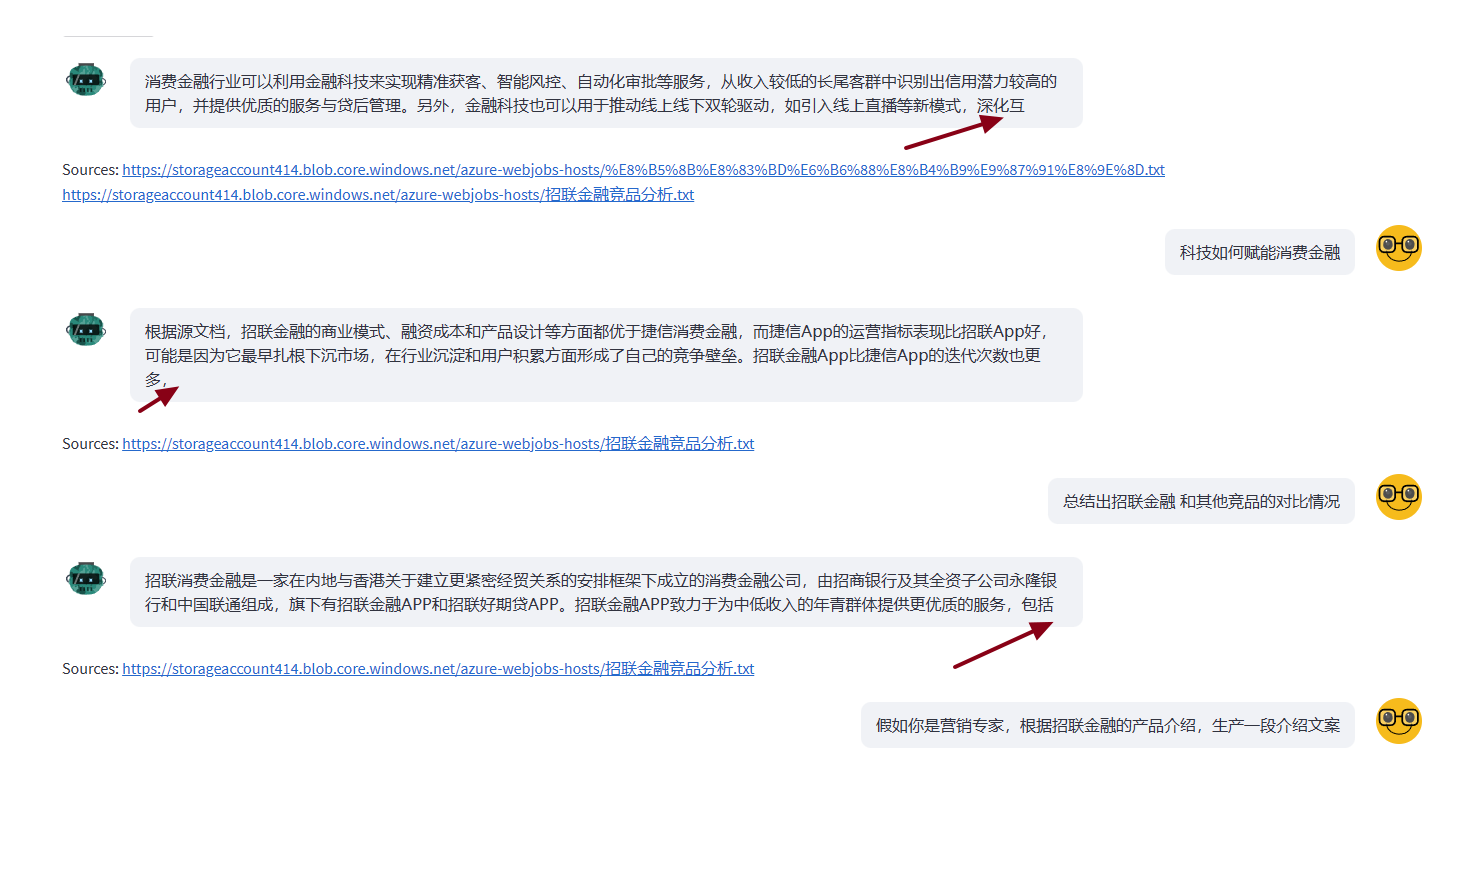 消费金融行业可以利用金融科技来实现精准获客、智能风控、自动化审批等服务，从收入较低的长尾客群中识别出信用潜力较高的
用户，并提供优质的服务与贷后管理。另外，金融科技也可以用于推动线上线下双轮驱动，如引入线上直播等新模式，深化互
Sources: https://storageaccount414.blob.core.windows.net/azure-webjobs-hosts/%E8%B5%8B%E8%83%BD%E6%B6%88%E8%B4%B9%E9%87%91%E8%9E%8D.txt
https://storageaccount414.blob.core.windows.net/azure-webjobs-hosts/招联金融竞品分析.txt
科技如何赋能消费金融
根据源文档，招联金融的商业模式、融资成本和产品设计等方面都优于捷信消费金融，而捷信App的运营指标表现比招联App好，
可能是因为它最早扎根下沉市场，在行业沉淀和用户积累方面形成了自己的竞争壁垒。招联金融App比捷信App的迭代次数也更
多，
Sources: https://storageaccount414.blob.core.windows.net/azure-webjobs-hosts/招联金融竞品分析.txt
总结出招联金融 和其他竞品的对比情况
招联消费金融是一家在内地与香港关于建立更紧密经贸关系的安排框架下成立的消费金融公司，由招商银行及其全资子公司永隆银
行和中国联通组成，旗下有招联金融APP和招联好期贷APP。招联金融APP致力于为中低收入的年青群体提供更优质的服务，包括
Sources: https://storageaccount414.blob.core.windows.net/azure-webjobs-hosts/招联金融竞品分析.txt
假如你是营销专家，根据招联金融的产品介绍，生产一段介绍文案